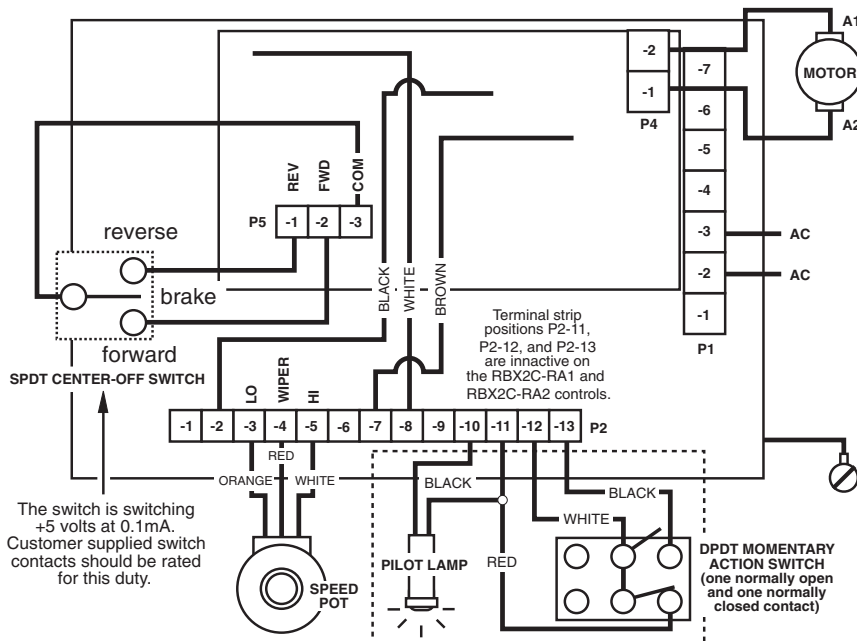 A1
MOTOR
A2
-2
-1
P4
-7
-6
-5
-4
-3
-2
-1
P1
AC
AC
REV
FWD
COM
P5
-1
-2
-3
reverse
brake
forward
SPDT CENTER-OFF SWITCH
BLACK
WHITE
BROWN
Terminal strip
positions P2-11,
P2-12, and P2-13
are innactive on
the RBX2C-RA1 and
RBX2C-RA2 controls.
LO
WIPER
HI
-1
-2
-3
-4
-5
-6
-7
-8
-9
-10
-11
-12
-13
P2
RED
ORANGE
WHITE
The switch is switching
+5 volts at 0.1mA.
Customer supplied switch
contacts should be rated
for this duty.
SPEED
POT
BLACK
PILOT LAMP
RED
WHITE
BLACK
DPDT MOMENTARY
ACTION SWITCH
(one normally open
and one normally
closed contact)